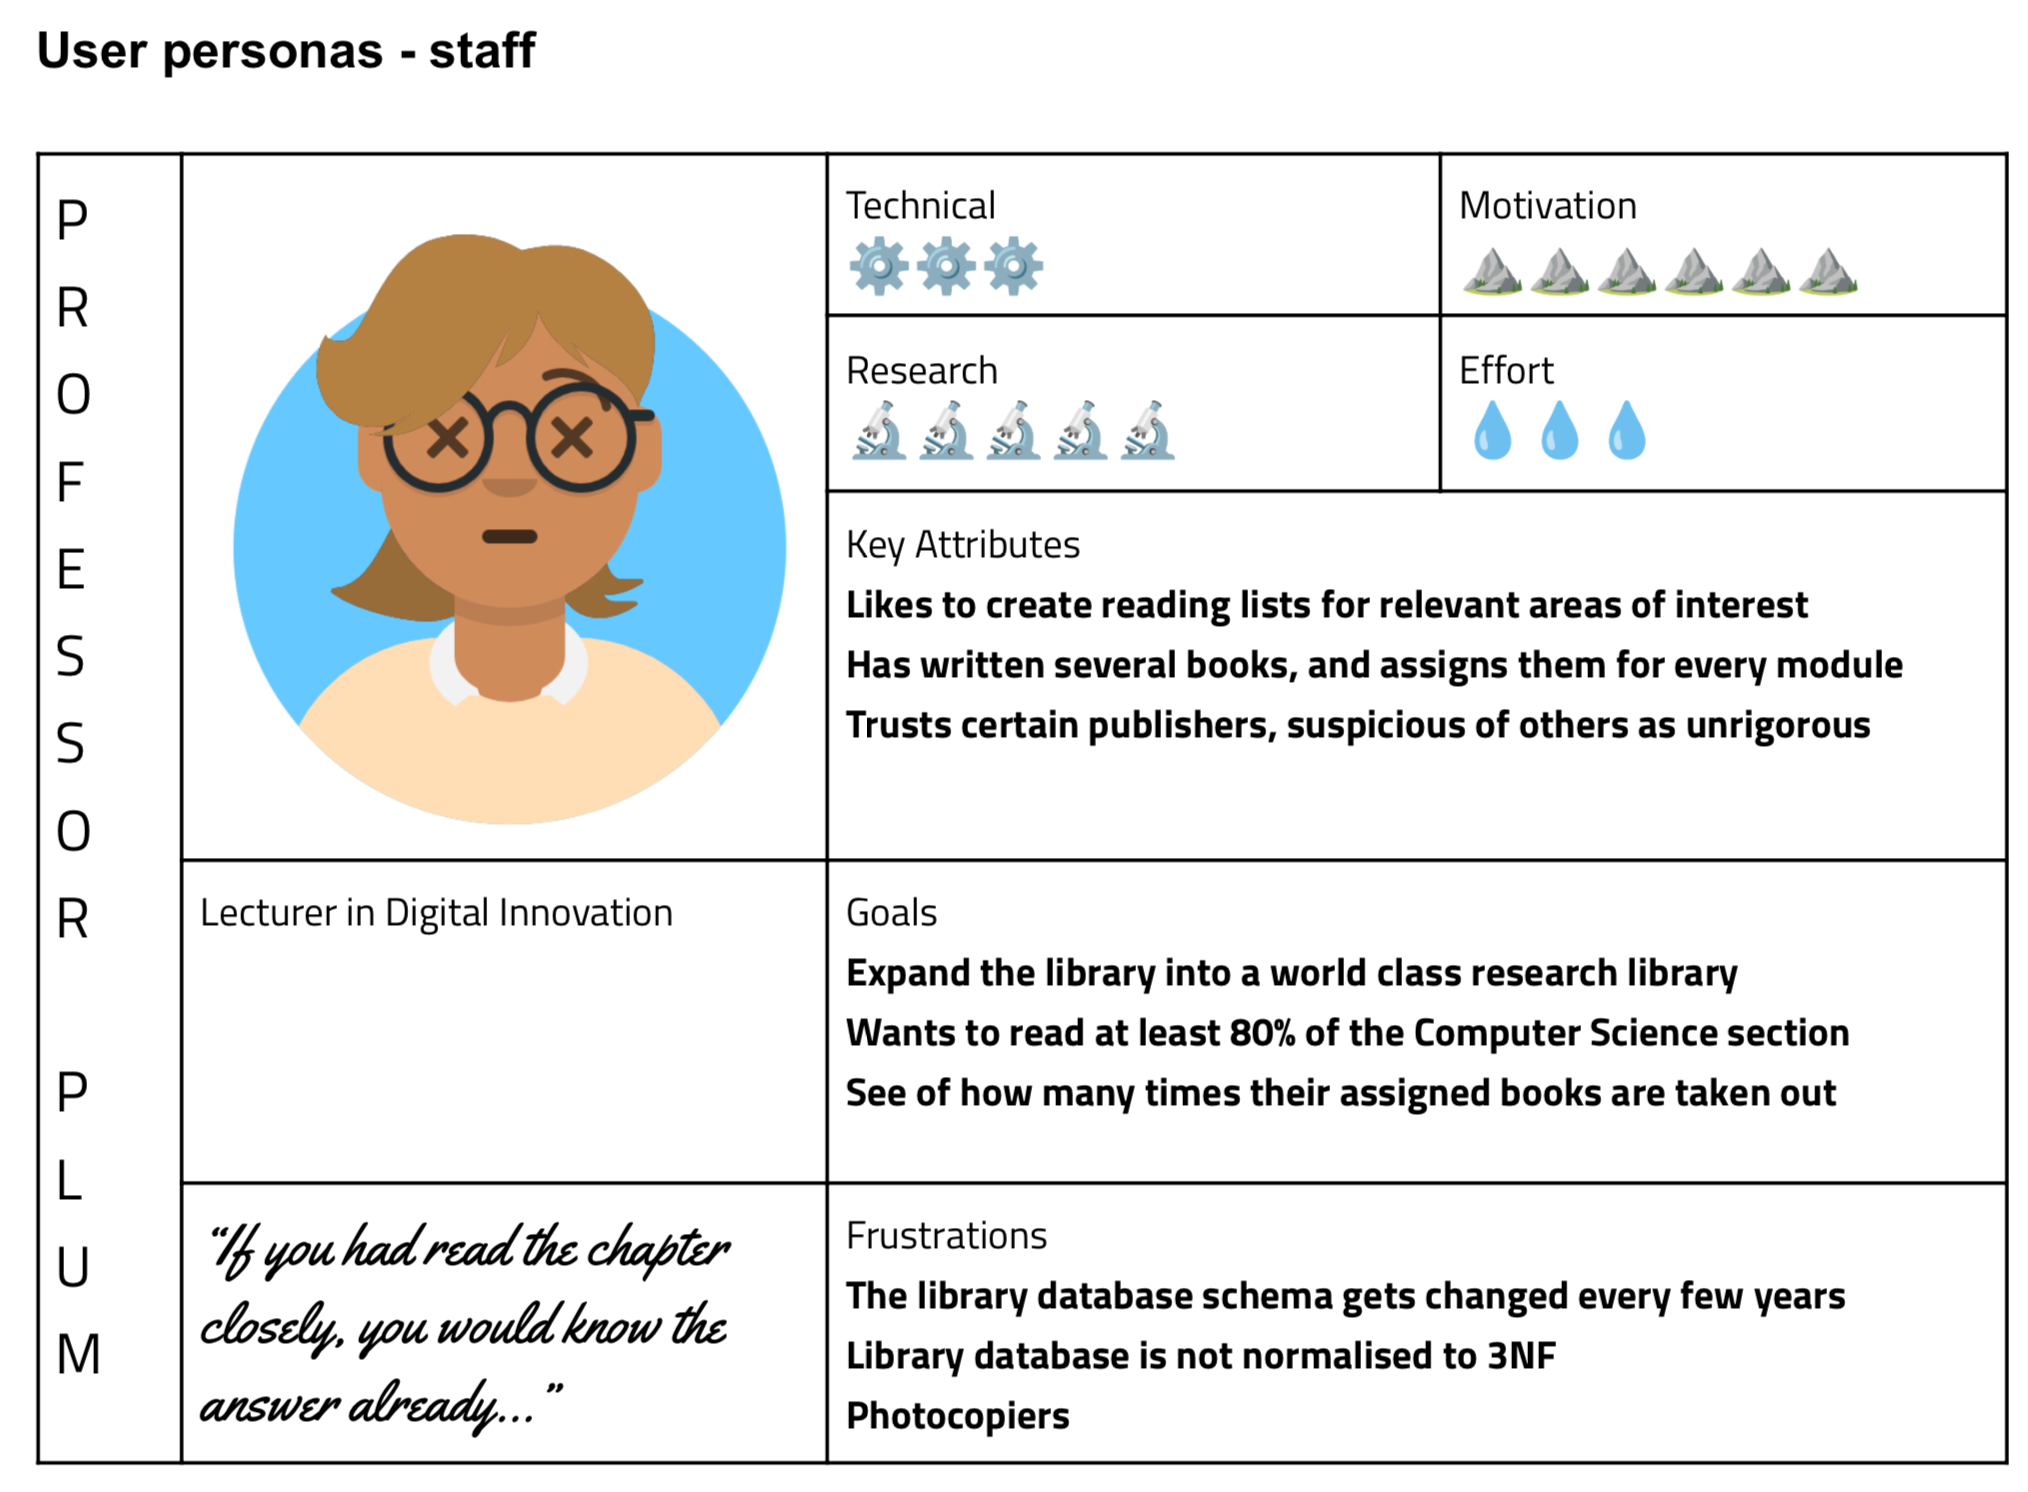 User personas - staff
PROFESSOR PLUM
Technical
Motivation
Research
Effort
Key Attributes
Likes to create reading lists for relevant areas of interest
Has written several books, and assigns them for every module
Trusts certain publishers, suspicious of others as unrigorous
Lecturer in Digital Innovation
Goals
Expand the library into a world class research library
Wants to read at least 80% of the Computer Science section
See of how many times their assigned books are taken out
“If you had read the chapter
closely, you would know the
answer already...”
Frustrations
The library database schema gets changed every few years
Library database is not normalised to 3NF
Photocopiers